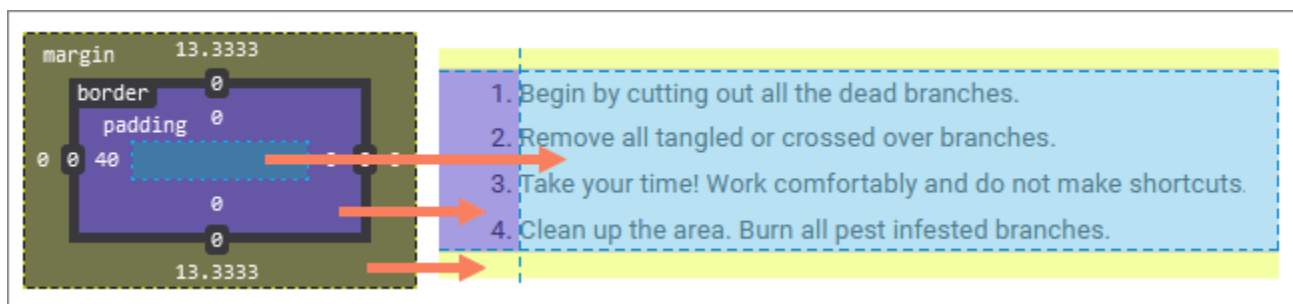 margin
13.3333
border
0
padding
0
0
0
40
0
0
13.3333
1. Begin by cutting out all the dead branches.
2. Remove all tangled or crossed over branches.
3. Take your time! Work comfortably and do not make shortcuts.
4. Clean up the area. Burn all pest infested branches.